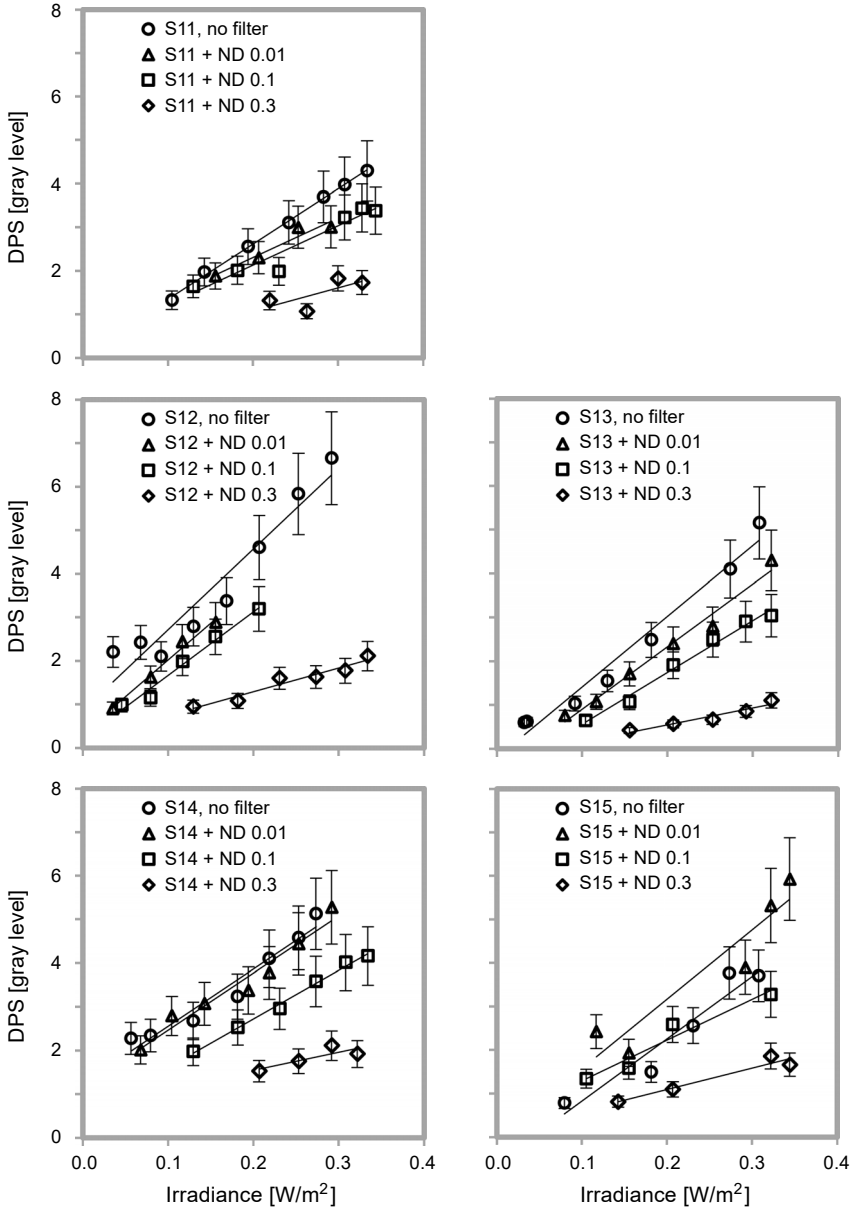 8
6
4
2
0
DPS [gray level]
S11, no filter
S11 + ND 0.01
S11 + ND 0.1
S11 + ND 0.3
8
6
4
2
0
DPS [gray level]
S12, no filter
S12 + ND 0.01
S12 + ND 0.1
S12 + ND 0.3
S13, no filter
S13 + ND 0.01
S13 + ND 0.1
S13 + ND 0.3
8
6
4
2
0
DPS [gray level]
S14, no filter
S14 + ND 0.01
S14 + ND 0.1
S14 + ND 0.3
0.0 0.1 0.2 0.3 0.4
Irradiance [W/m²]
S15, no filter
S15 + ND 0.01
S15 + ND 0.1
S15 + ND 0.3
0.0 0.1 0.2 0.3 0.4
Irradiance [W/m²]